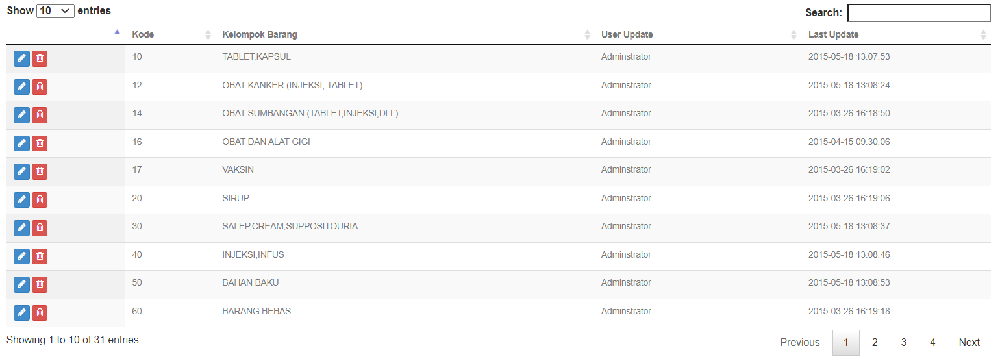 Show 10 entries Search:
Kode Kelompok Barang User Update Last Update
10 TABLET,KAPSUL Adminstrator 2015-05-18 13:07:53
12 OBAT KANKER (INJEKSI, TABLET) Adminstrator 2015-05-18 13:08:24
14 OBAT SUMBANGAN (TABLET,INJEKSI,DLL) Adminstrator 2015-03-26 16:18:50
16 OBAT DAN ALAT GIGI Adminstrator 2015-04-15 09:30:06
17 VAKSIN Adminstrator 2015-03-26 16:19:02
20 SIRUP Adminstrator 2015-03-26 16:19:06
30 SALEP,CREAM,SUPPOSITOURIA Adminstrator 2015-05-18 13:08:37
40 INJEKSI,INFUS Adminstrator 2015-05-18 13:08:46
50 BAHAN BAKU Adminstrator 2015-05-18 13:08:53
60 BARANG BEBAS Adminstrator 2015-03-26 16:19:18
Showing 1 to 10 of 31 entries Previous 1 2 3 4 Next